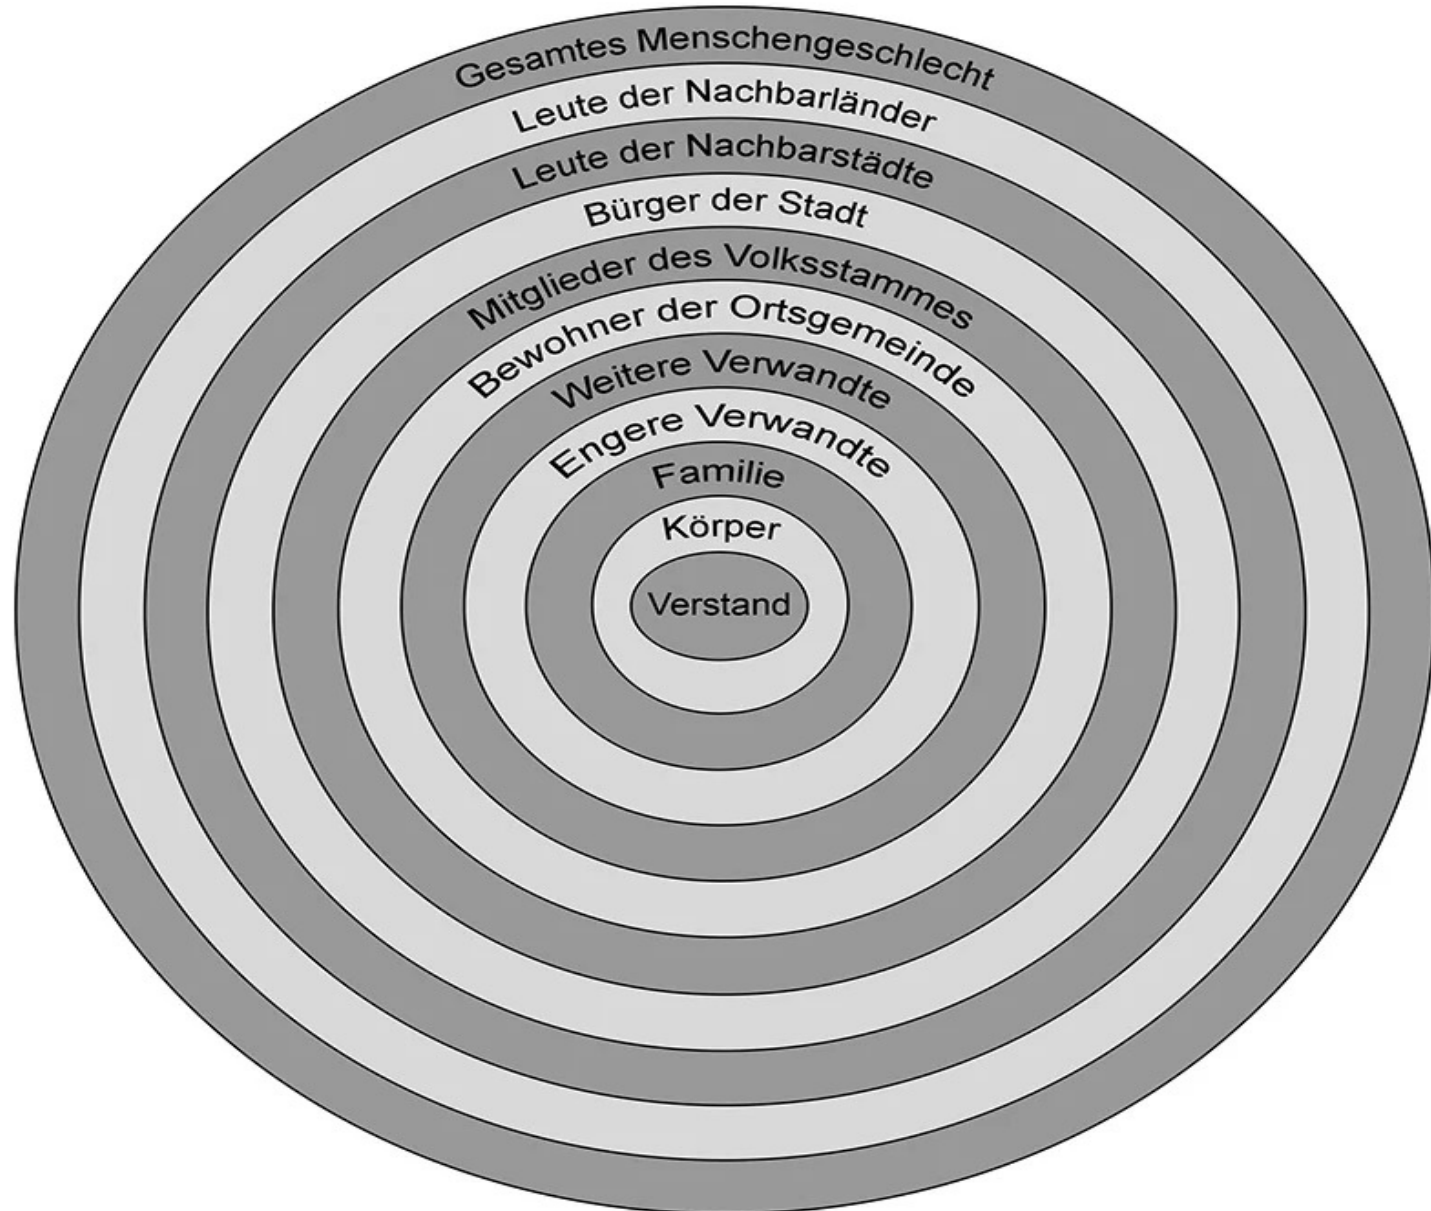 Gesamtes Menschengeschlecht
Leute der Nachbarländer
Leute der Nachbarstädte
Bürger der Stadt
Mitglieder des Volksstammes
Bewohner der Ortsgemeinde
Weitere Verwandte
Engere Verwandte
Familie
Körper
Verstand